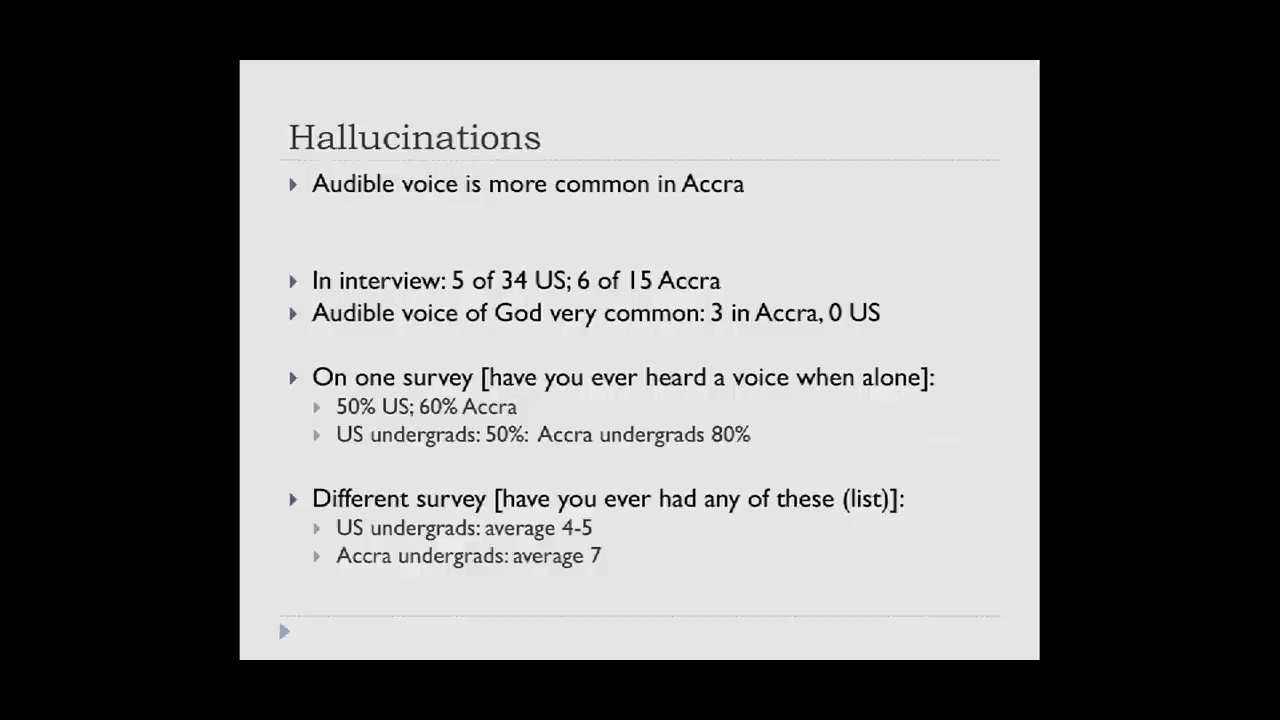 Hallucinations
Audible voice is more common in Accra
In interview: 5 of 34 US; 6 of 15 Accra
Audible voice of God very common: 3 in Accra, 0 US
On one survey [have you ever heard a voice when alone]:
50% US; 60% Accra
US undergrads: 50%: Accra undergrads 80%
Different survey [have you ever had any of these (list)]:
US undergrads: average 4-5
Accra undergrads: average 7